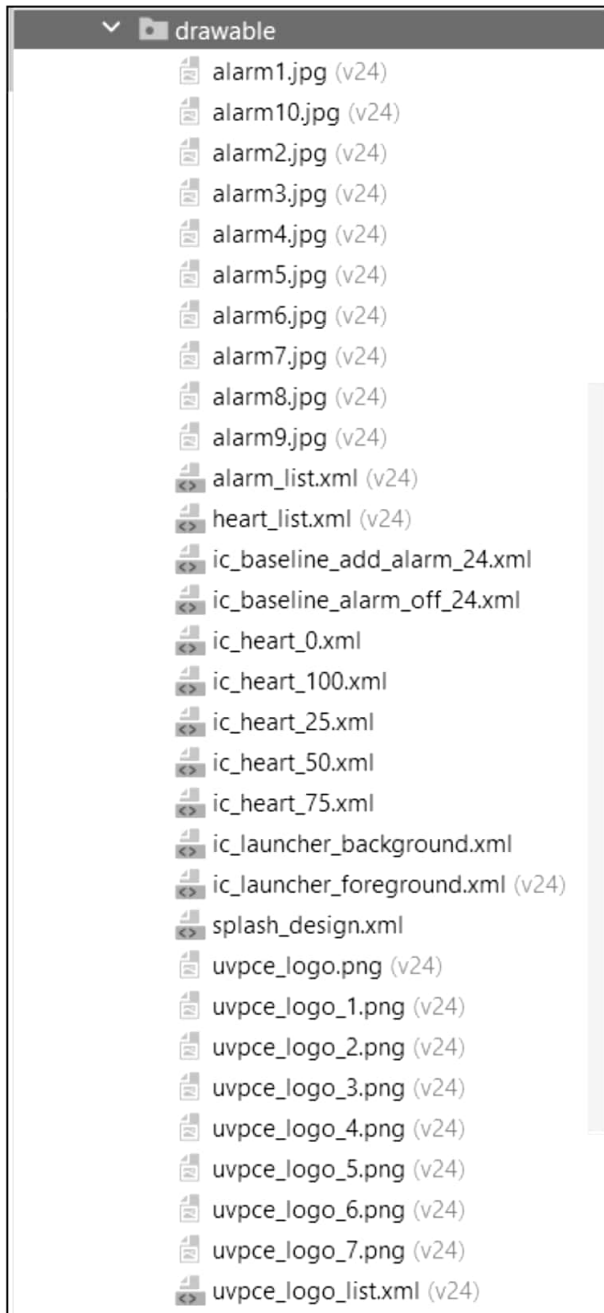 drawable
alarm1.jpg (v24)
alarm10.jpg (v24)
alarm2.jpg (v24)
alarm3.jpg (v24)
alarm4.jpg (v24)
alarm5.jpg (v24)
alarm6.jpg (v24)
alarm7.jpg (v24)
alarm8.jpg (v24)
alarm9.jpg (v24)
alarm_list.xml (v24)
heart_list.xml (v24)
ic_baseline_add_alarm_24.xml
ic_baseline_alarm_off_24.xml
ic_heart_0.xml
ic_heart_100.xml
ic_heart_25.xml
ic_heart_50.xml
ic_heart_75.xml
ic_launcher_background.xml
ic_launcher_foreground.xml (v24)
splash_design.xml
uvpce_logo.png (v24)
uvpce_logo_1.png (v24)
uvpce_logo_2.png (v24)
uvpce_logo_3.png (v24)
uvpce_logo_4.png (v24)
uvpce_logo_5.png (v24)
uvpce_logo_6.png (v24)
uvpce_logo_7.png (v24)
uvpce_logo_list.xml (v24)